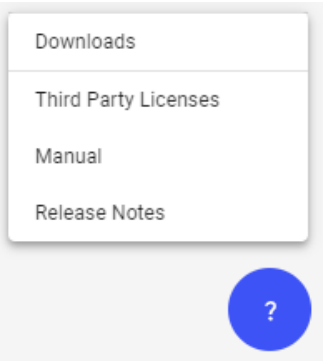 Downloads
Third Party Licenses
Manual
Release Notes
?